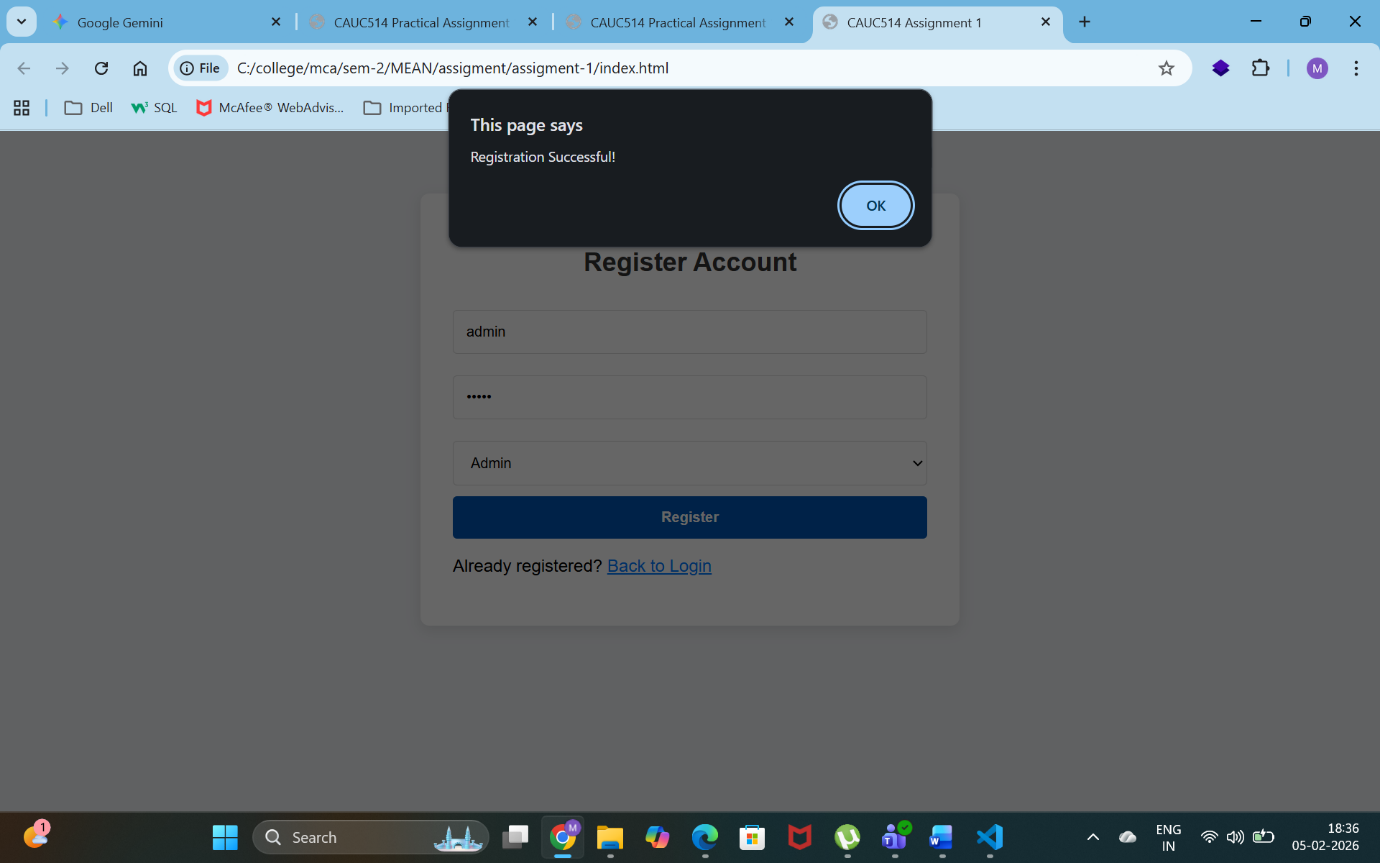 Google Gemini
CAUC514 Practical Assignment
CAUC514 Practical Assignment
CAUC514 Assignment 1
File
C:/college/mca/sem-2/MEAN/assigment/assigment-1/index.html
M
Dell
SQL
McAfee® WebAdvis...
Imported
This page says
Registration Successful!
OK
Register Account
admin
•••••
Admin
Register
Already registered? Back to Login
1
Search
M
ENG
IN
18:36
05-02-2026